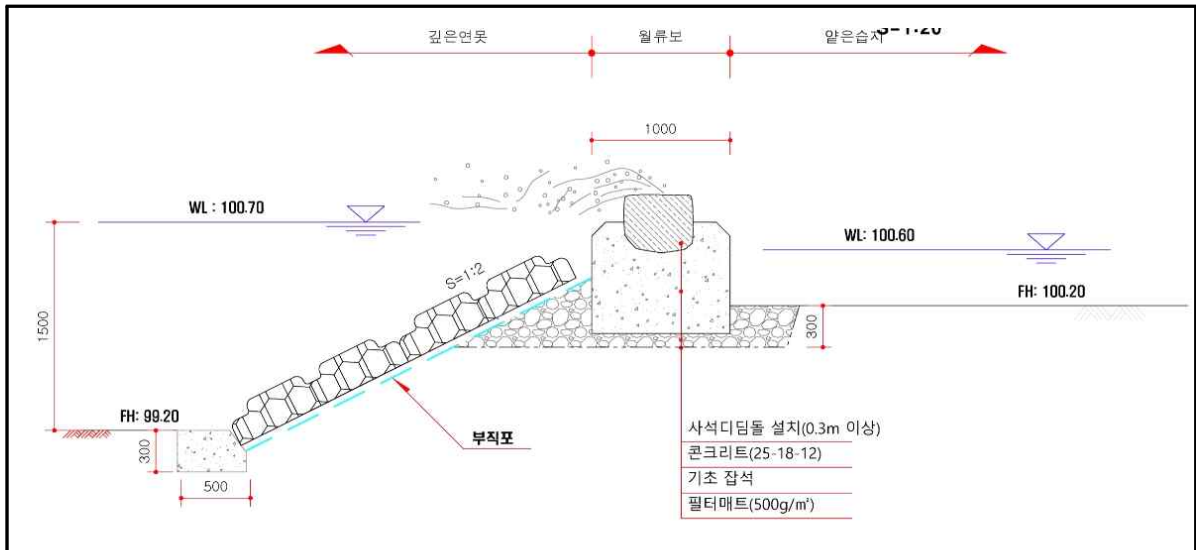 깊은연못
월류보
얕은습지
S=1:20
1000
WL : 100.70
WL: 100.60
S=1:2
FH: 100.20
1500
300
FH: 99.20
부직포
300
500
사석디딤돌 설치(0.3m 이상)
콘크리트(25-18-12)
기초 잡석
필터매트(500g/㎡)